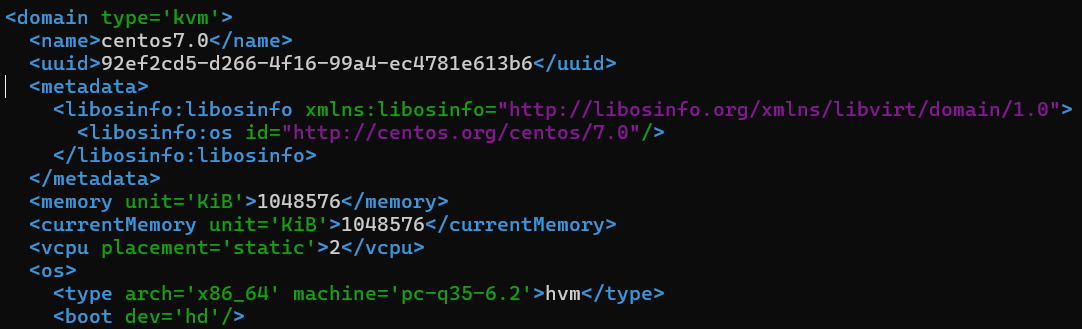 <domain type='kvm'>
  <name>centos7.0</name>
  <uuid>92ef2cd5-d266-4f16-99a4-ec4781e613b6</uuid>
  <metadata>
    <libosinfo:libosinfo xmlns:libosinfo="http://libosinfo.org/xmlns/libvirt/domain/1.0">
      <libosinfo:os id="http://centos.org/centos/7.0"/>
    </libosinfo:libosinfo>
  </metadata>
  <memory unit='KiB'>1048576</memory>
  <currentMemory unit='KiB'>1048576</currentMemory>
  <vcpu placement='static'>2</vcpu>
  <os>
    <type arch='x86_64' machine='pc-q35-6.2'>hvm</type>
    <boot dev='hd'/>